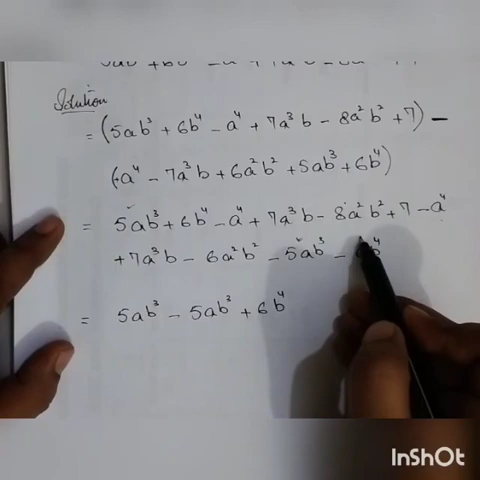 Solution
= (5ab³ + 6b⁴ - a⁴ + 7a³b - 8a²b² + 7) -
(+a⁴ - 7a³b + 6a²b² + 5ab³ + 6b⁴)
= 5ab³ + 6b⁴ - a⁴ + 7a³b - 8a²b² + 7 - a⁴
+ 7a³b - 6a²b² - 5ab³ - 6b⁴
= 5ab³ - 5ab³ + 6b⁴
InShOt